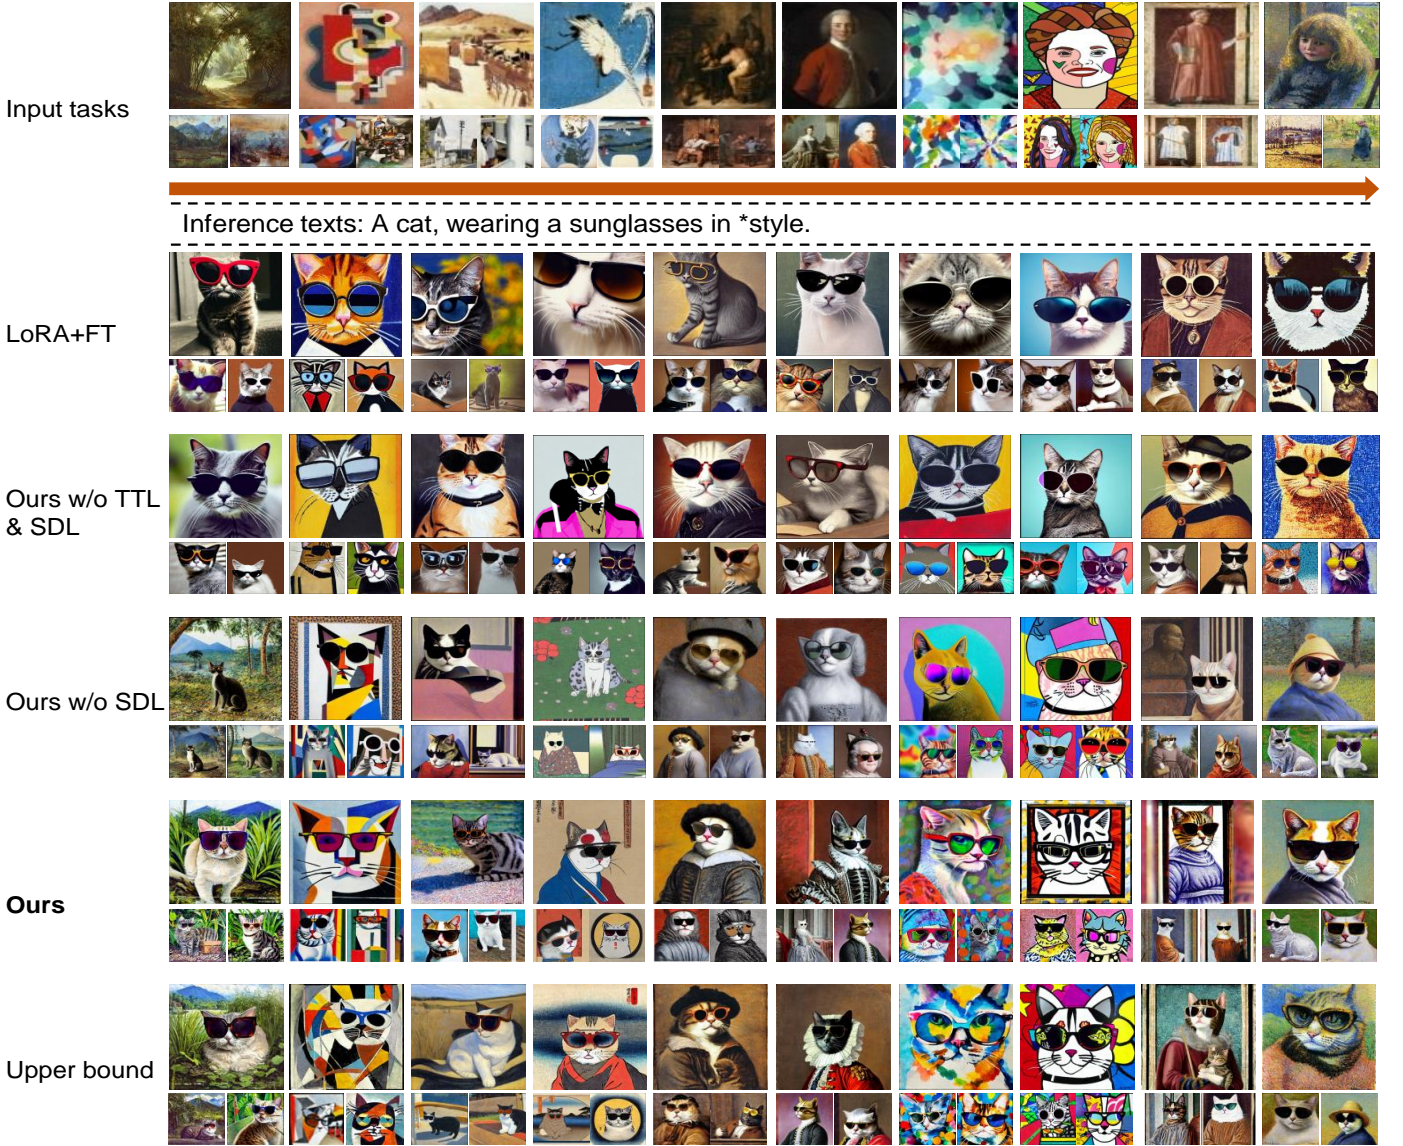 Input tasks
Inference texts: A cat, wearing a sunglasses in *style.
LoRA+FT
Ours w/o TTL
& SDL
Ours w/o SDL
Ours
Upper bound